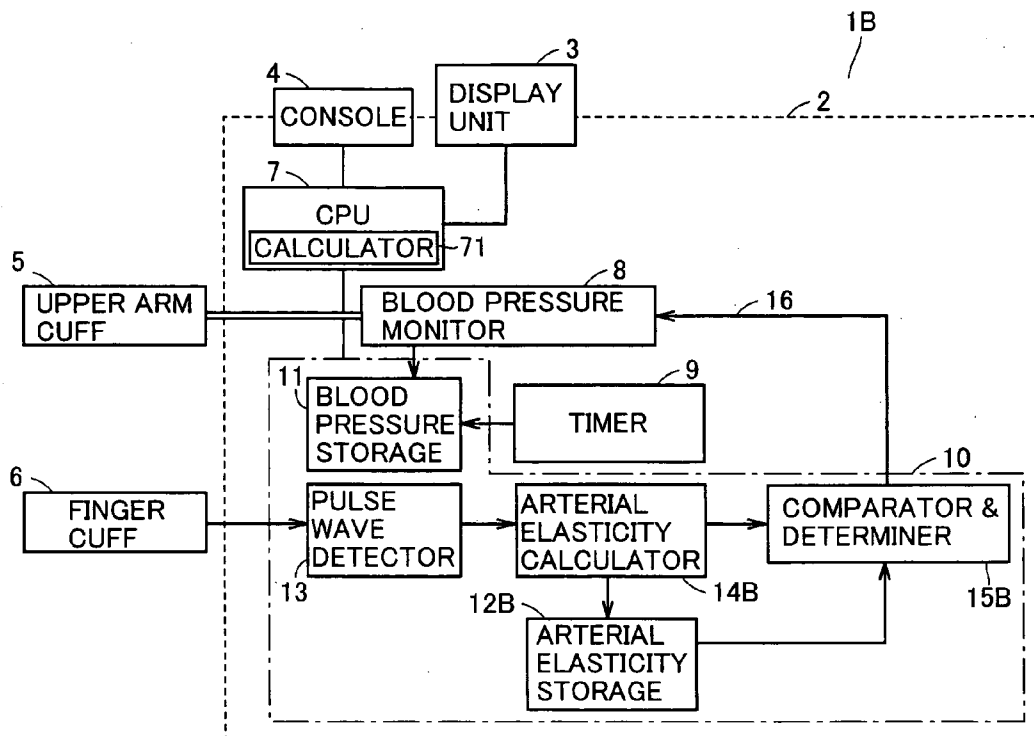 1B
3
4
DISPLAY
UNIT
2
CONSOLE
7
CPU
CALCULATOR
71
5
8
UPPER ARM
CUFF
BLOOD PRESSURE
MONITOR
16
11
BLOOD
PRESSURE
STORAGE
9
TIMER
10
6
FINGER
CUFF
PULSE
WAVE
DETECTOR
13
ARTERIAL
ELASTICITY
CALCULATOR
14B
COMPARATOR &
DETERMINER
15B
12B
ARTERIAL
ELASTICITY
STORAGE